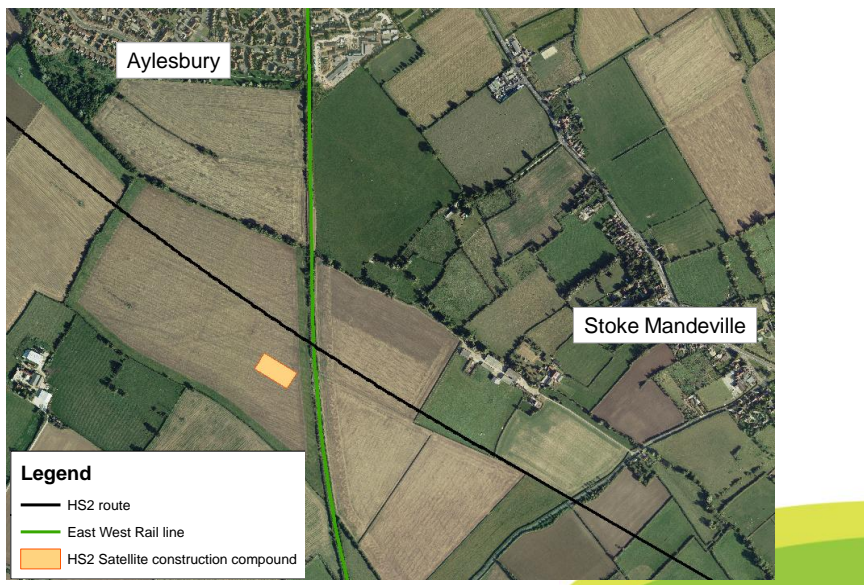 Aylesbury
Stoke Mandeville
Legend
HS2 route
East West Rail line
HS2 Satellite construction compound